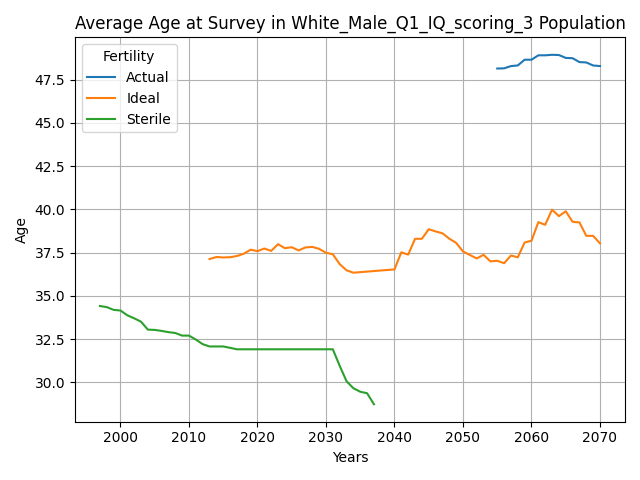 Average Age at Survey in White_Male_Q1_IQ_scoring_3 Population
Fertility
Actual
Ideal
Sterile
Age
47.5
45.0
42.5
40.0
37.5
35.0
32.5
30.0
2000 2010 2020 2030 2040 2050 2060 2070
Years